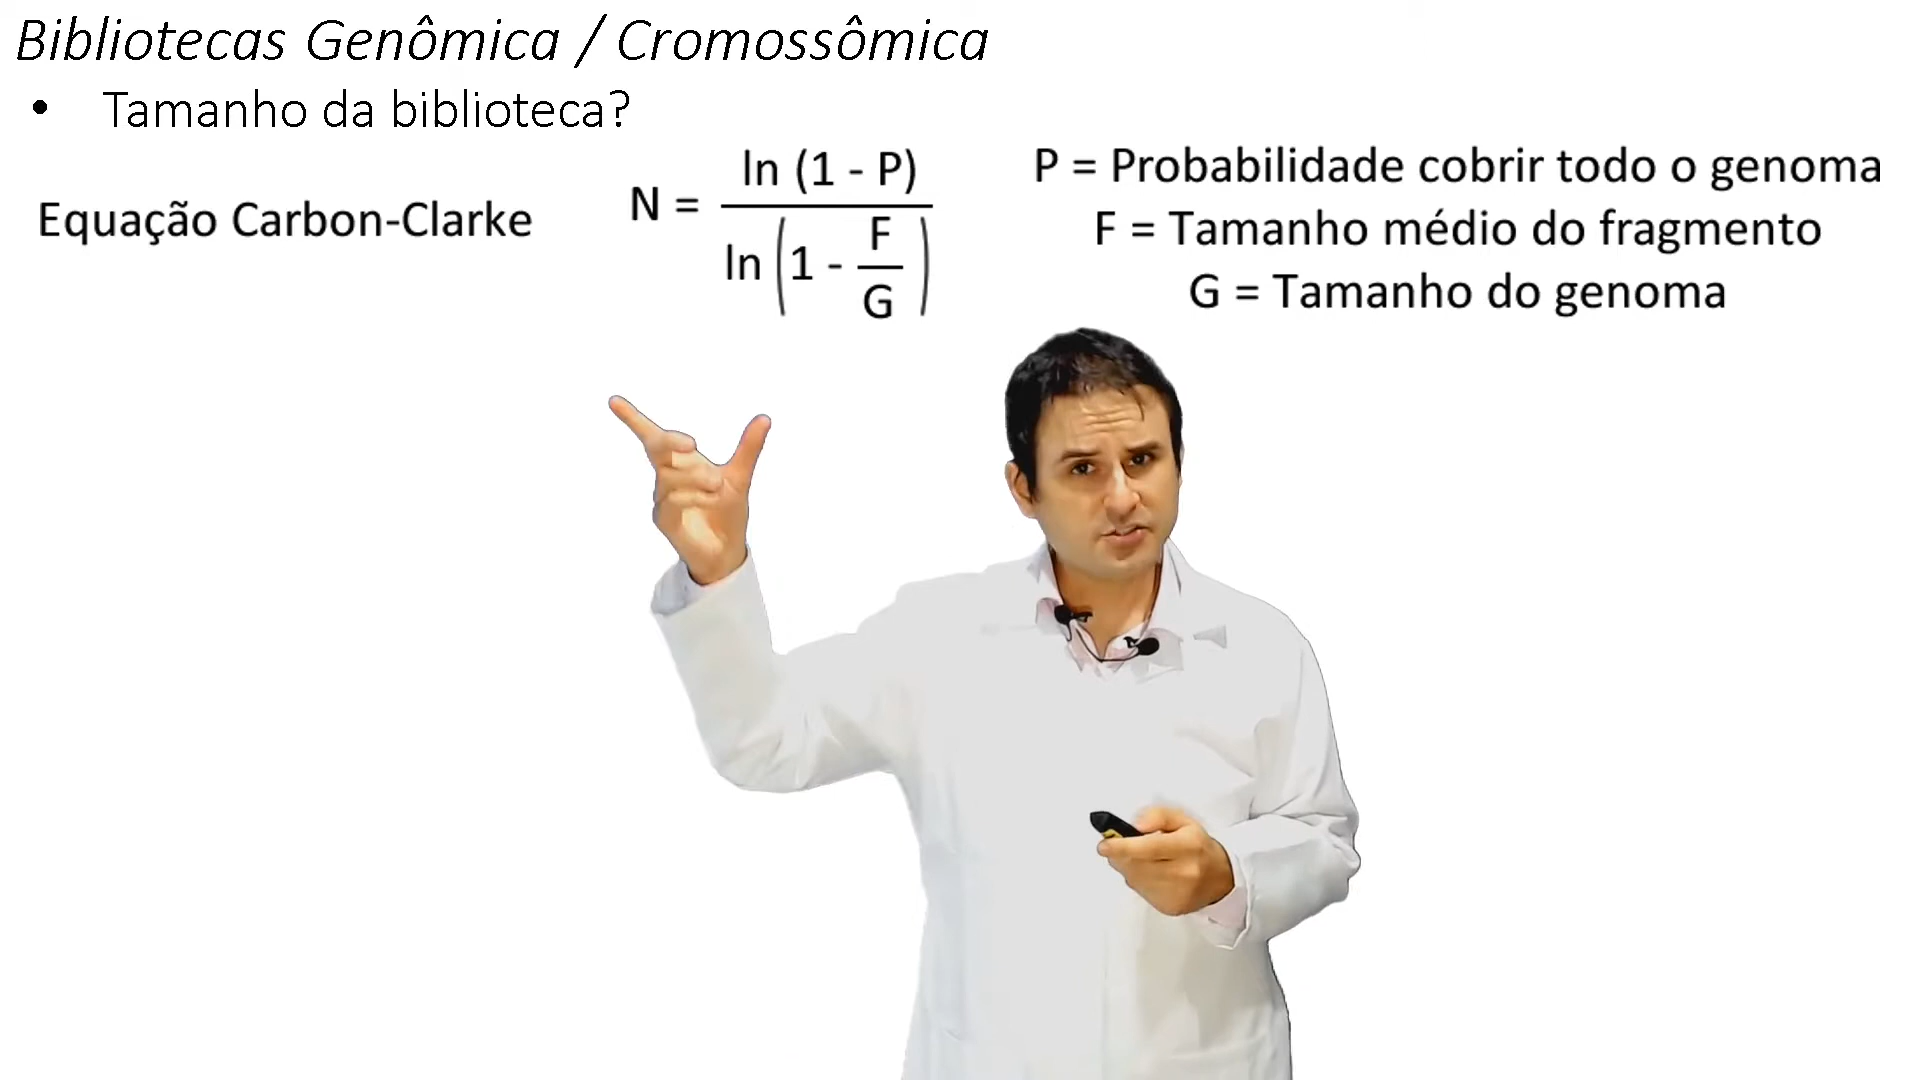 Bibliotecas Genômica / Cromossômica
• Tamanho da biblioteca?
Equação Carbon-Clarke
N = ln (1 - P)
ln (1 - F/G)
P = Probabilidade cobrir todo o genoma
F = Tamanho médio do fragmento
G = Tamanho do genoma